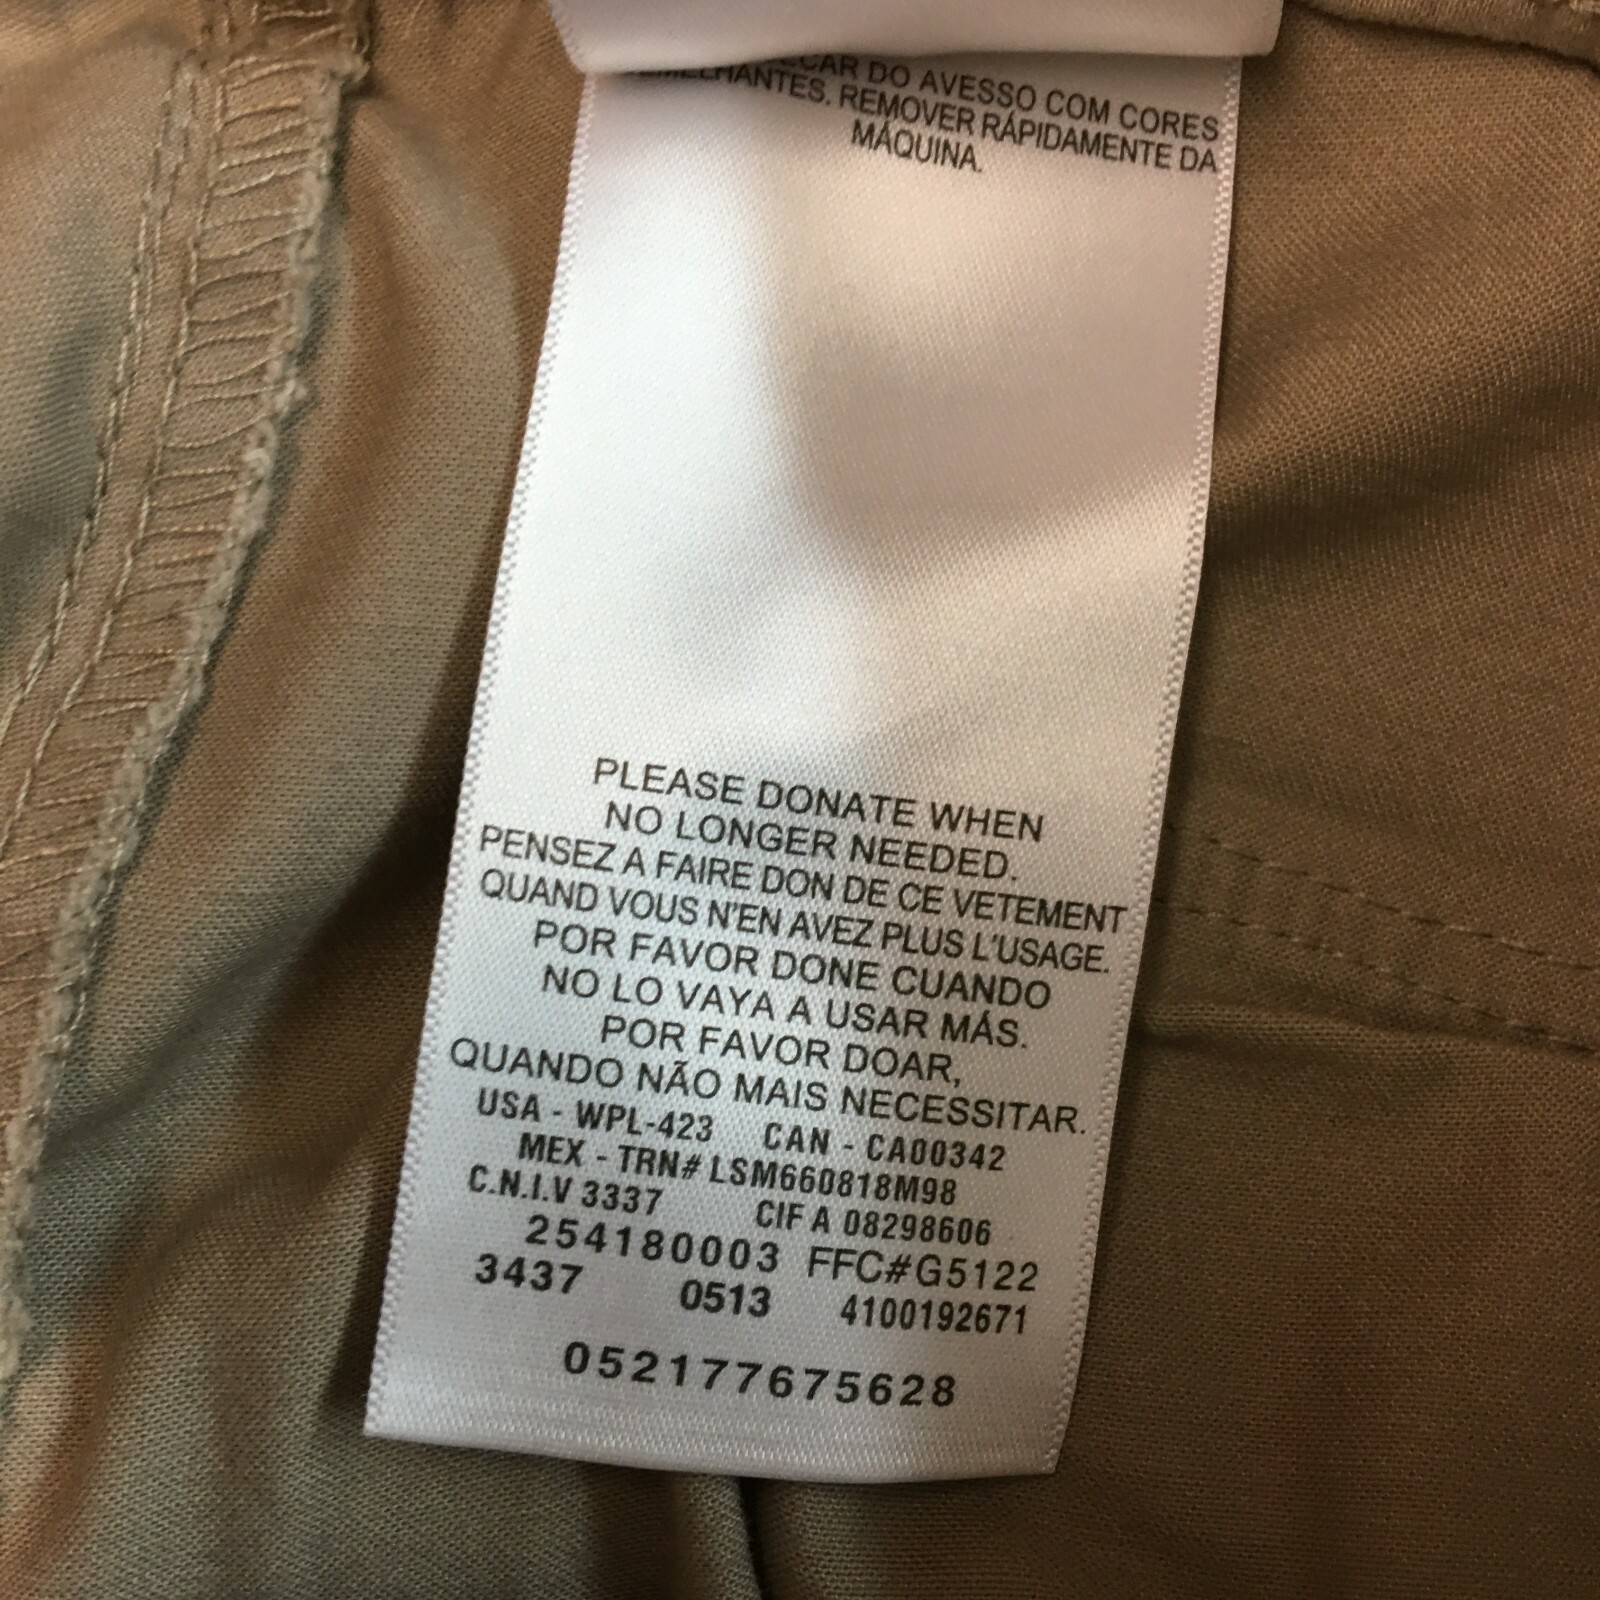 DO AVESSO COM CORES
REMOVER RÁPIDAMENTE DA
MÁQUINA.
PLEASE DONATE WHEN
NO LONGER NEEDED.
PENSEZ A FAIRE DON DE CE VETEMENT
QUAND VOUS N'EN AVEZ PLUS L'USAGE.
POR FAVOR DONE CUANDO
NO LO VAYA A USAR MÁS.
POR FAVOR DOAR,
QUANDO NÃO MAIS NECESSITAR.
USA - WPL-423 CAN - CA00342
MEX - TRN# LSM660818M98
C.N.I.V 3337 CIF A 08298606
254180003 FFC#G5122
3437 0513 4100192671
052177675628